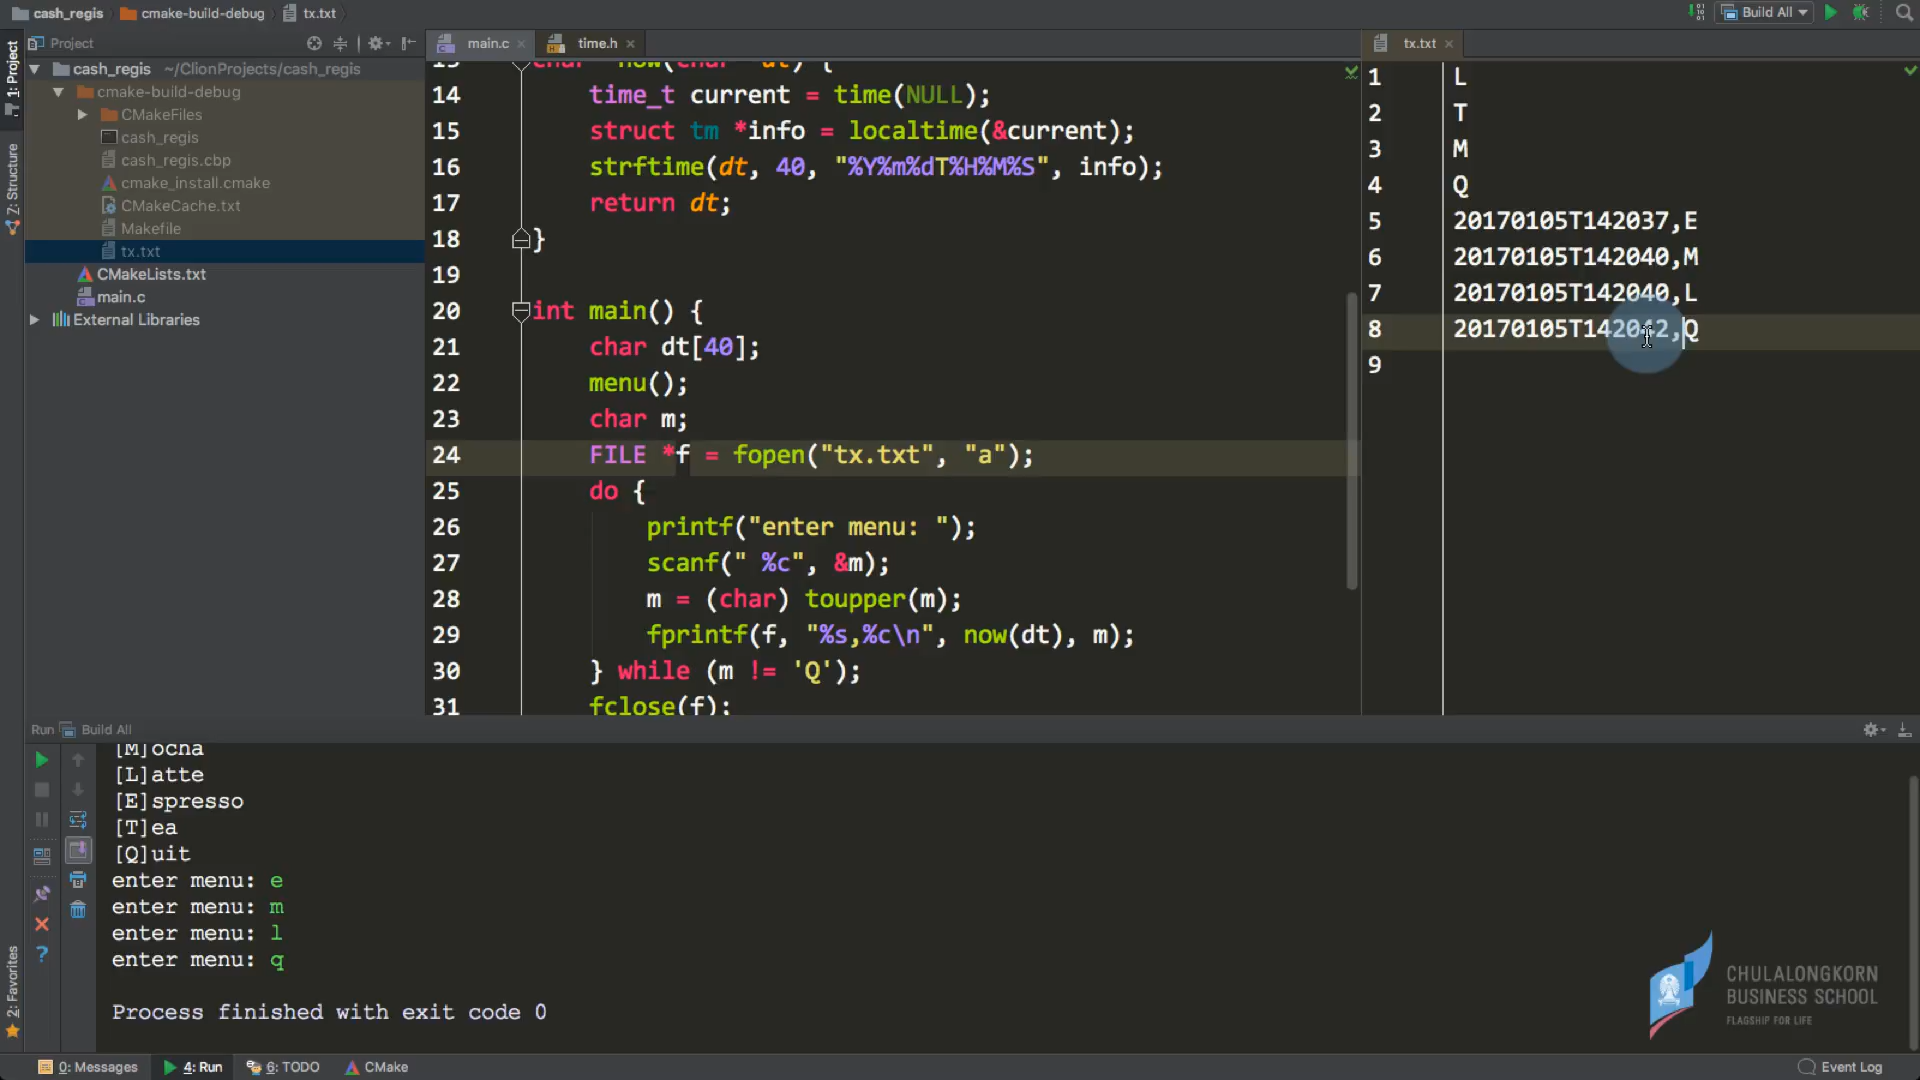 cash_regis
cmake-build-debug
tx.txt
Build All
Project
main.c
time.h
tx.txt
1: Project
Z: Structure
2: Favorites
cash_regis ~/ClionProjects/cash_regis
cmake-build-debug
CMakeFiles
cash_regis
cash_regis.cbp
cmake_install.cmake
CMakeCache.txt
Makefile
tx.txt
CMakeLists.txt
main.c
External Libraries
14 time_t current = time(NULL);
15 struct tm *info = localtime(&current);
16 strftime(dt, 40, "%Y%m%dT%H%M%S", info);
17 return dt;
18 }
19
20 int main() {
21 char dt[40];
22 menu();
23 char m;
24 FILE *f = fopen("tx.txt", "a");
25 do {
26 printf("enter menu: ");
27 scanf(" %c", &m);
28 m = (char) toupper(m);
29 fprintf(f, "%s,%c\n", now(dt), m);
30 } while (m != 'Q');
31 fclose(f);
1 L
2 T
3 M
4 Q
5 20170105T142037,E
6 20170105T142040,M
7 20170105T142040,L
8 20170105T142042,Q
9
Run Build All
[M]ocha
[L]atte
[E]spresso
[T]ea
[Q]uit
enter menu: e
enter menu: m
enter menu: l
enter menu: q
Process finished with exit code 0
CHULALONGKORN
BUSINESS SCHOOL
FLAGSHIP FOR LIFE
0: Messages
4: Run
6: TODO
CMake
Event Log